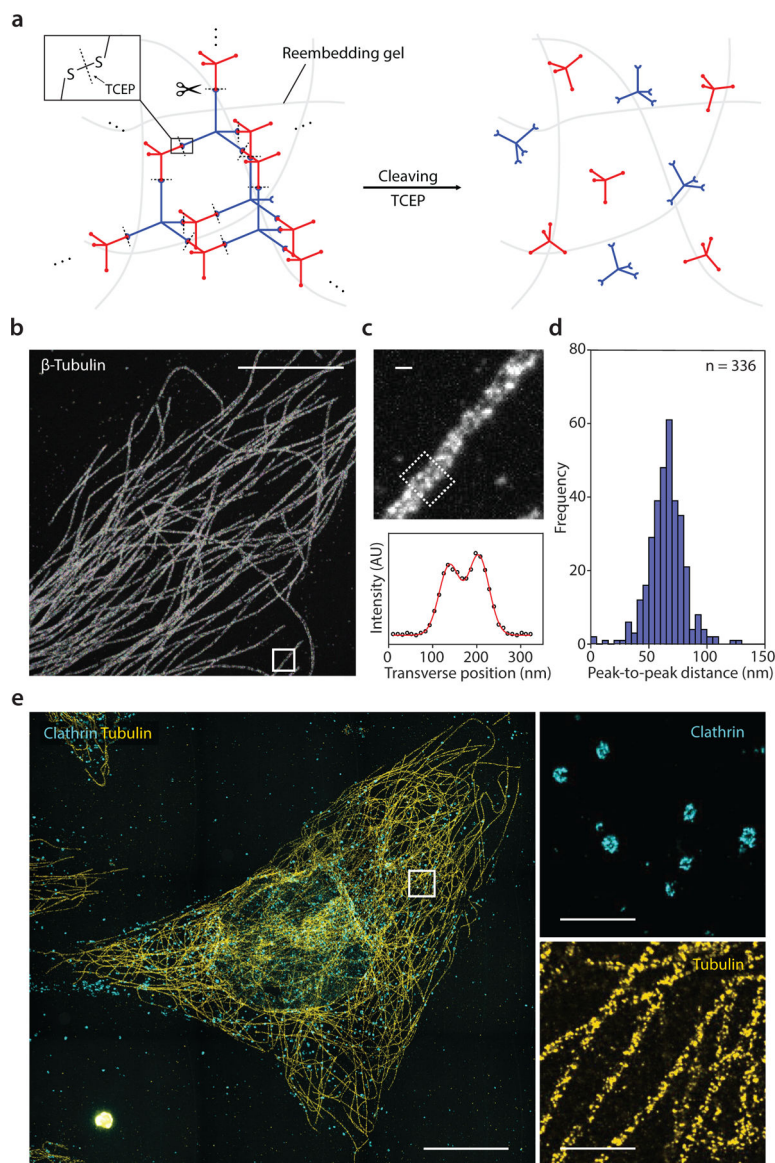 a
S
S
TCEP
Reembedding gel
Cleaving
TCEP
b
β-Tubulin
c
Intensity (AU)
0 100 200 300
Transverse position (nm)
d
n = 336
Frequency
80
60
40
20
0
0 50 100 150
Peak-to-peak distance (nm)
e
Clathrin Tubulin
Clathrin
Tubulin